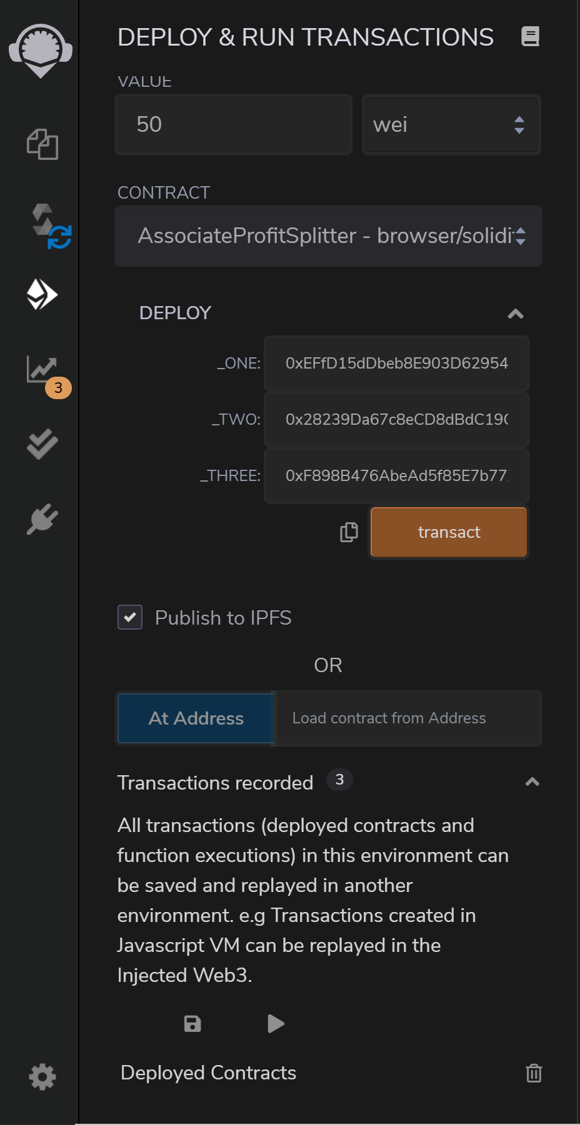 DEPLOY & RUN TRANSACTIONS
VALUE
50 wei
CONTRACT
AssociateProfitSplitter - browser/solidi
DEPLOY
_ONE: 0xEFfD15dDbeb8E903D62954
_TWO: 0x28239Da67c8eCD8dBdC190
_THREE: 0xF898B476AbeAd5f85E7b77
transact
3
Publish to IPFS
OR
At Address Load contract from Address
Transactions recorded 3
All transactions (deployed contracts and
function executions) in this environment can
be saved and replayed in another
environment. e.g Transactions created in
Javascript VM can be replayed in the
Injected Web3.
Deployed Contracts